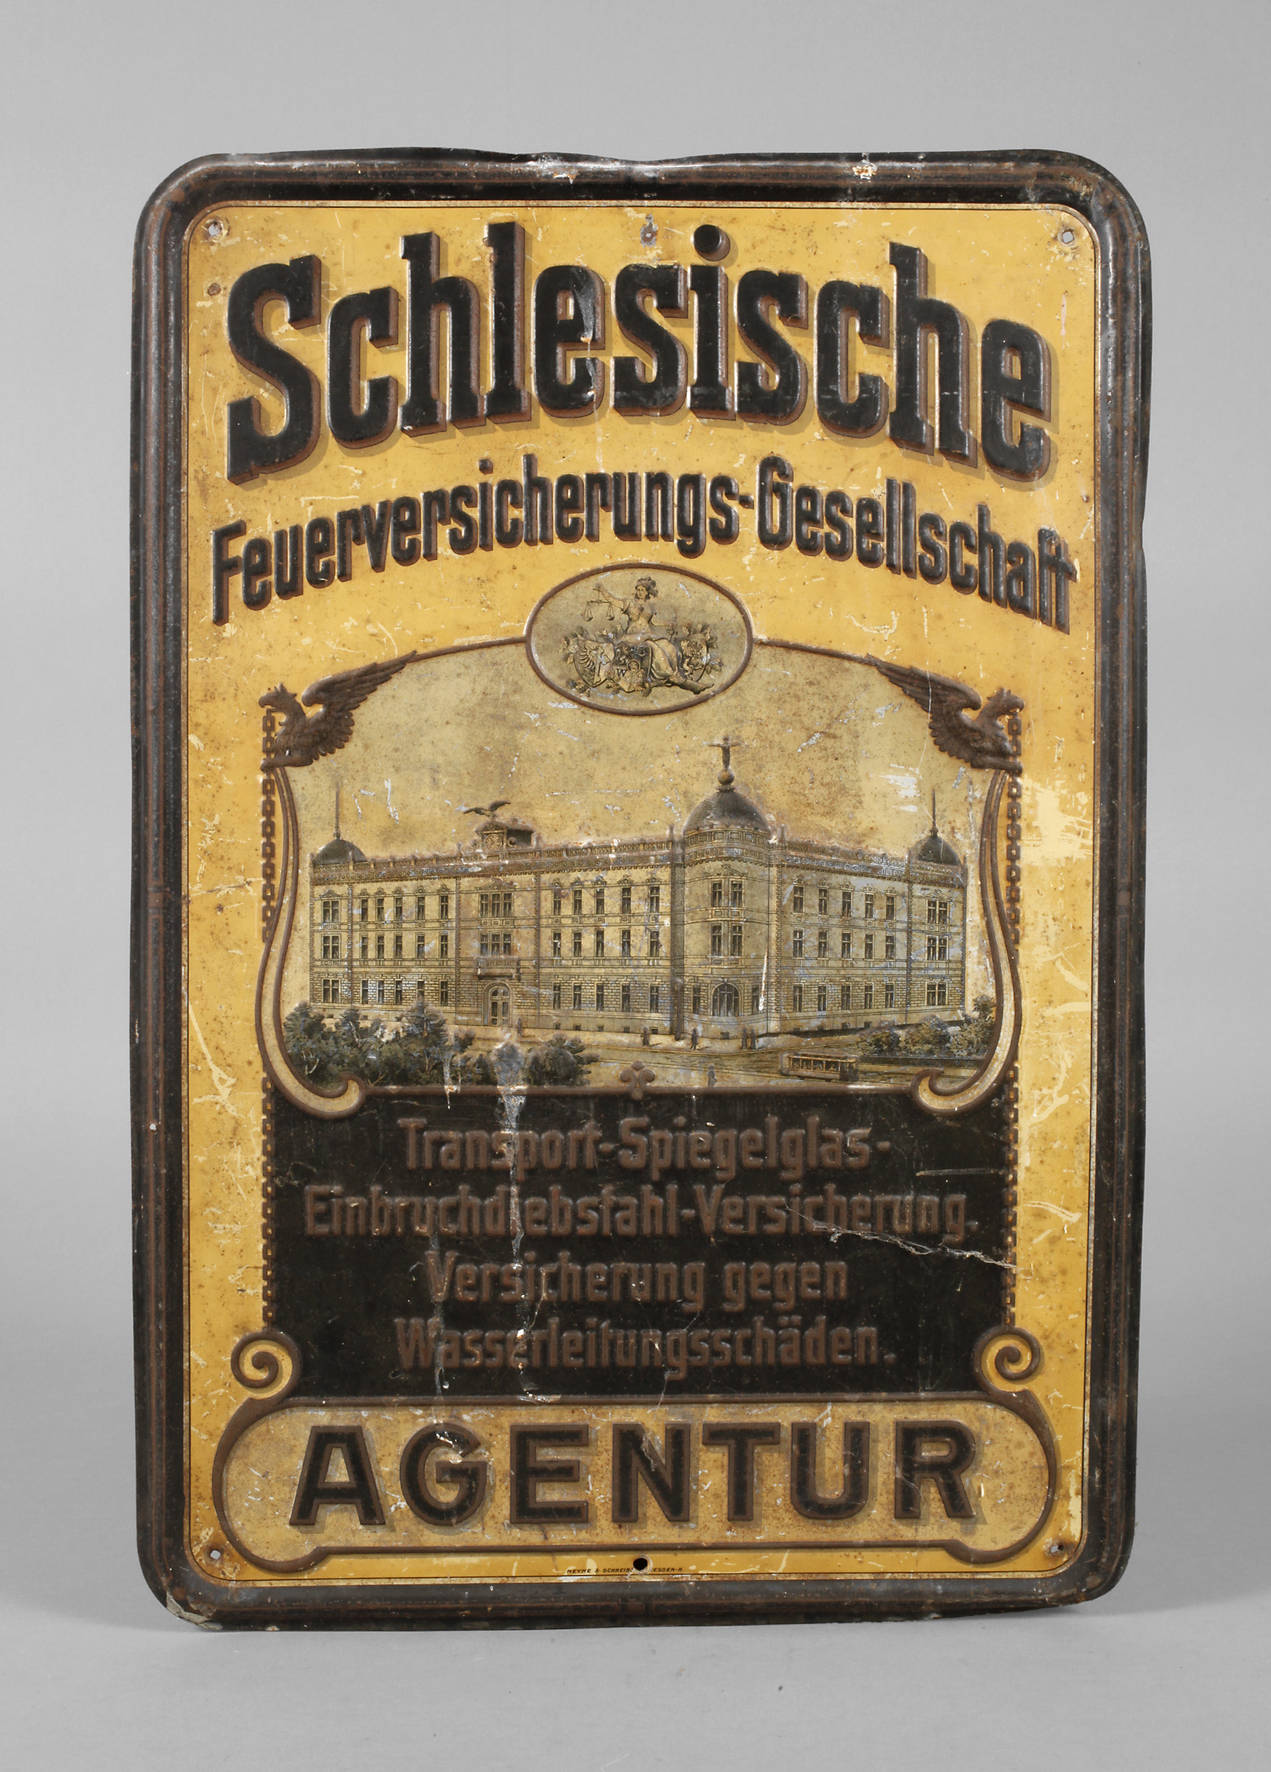 Schlesische
Feuerversicherungs-Gesellschaft
Transport-Spiegelglas-
Einbruchdiebstahl-Versicherung.
Versicherung gegen
Wasserleitungsschäden.
AGENTUR